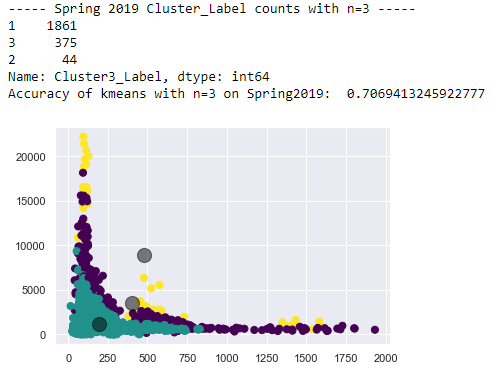 ----- Spring 2019 Cluster_Label counts with n=3 -----
1    1861
3     375
2      44
Name: Cluster3_Label, dtype: int64
Accuracy of kmeans with n=3 on Spring2019:  0.7069413245922777
20000
15000
10000
5000
0
0 250 500 750 1000 1250 1500 1750 2000